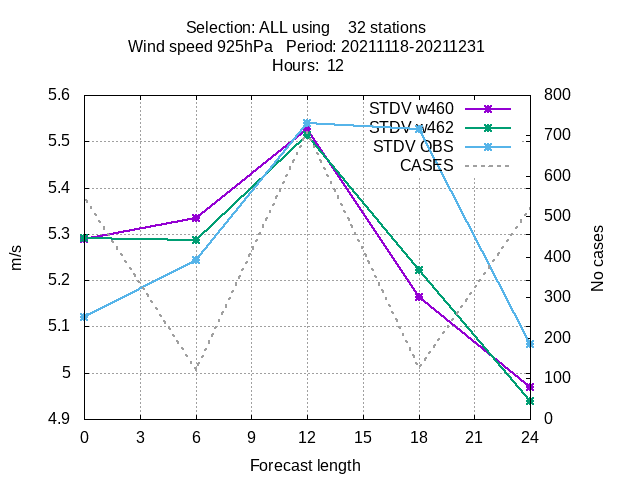 Selection: ALL using    32 stations
Wind speed 925hPa   Period: 20211118-20211231
Hours:  12
5.6
5.5
5.4
5.3
5.2
5.1
5
4.9
m/s
STDV w460
STDV w462
STDV OBS
CASES
800
700
600
500
400
300
200
100
0
No cases
0 3 6 9 12 15 18 21 24
Forecast length